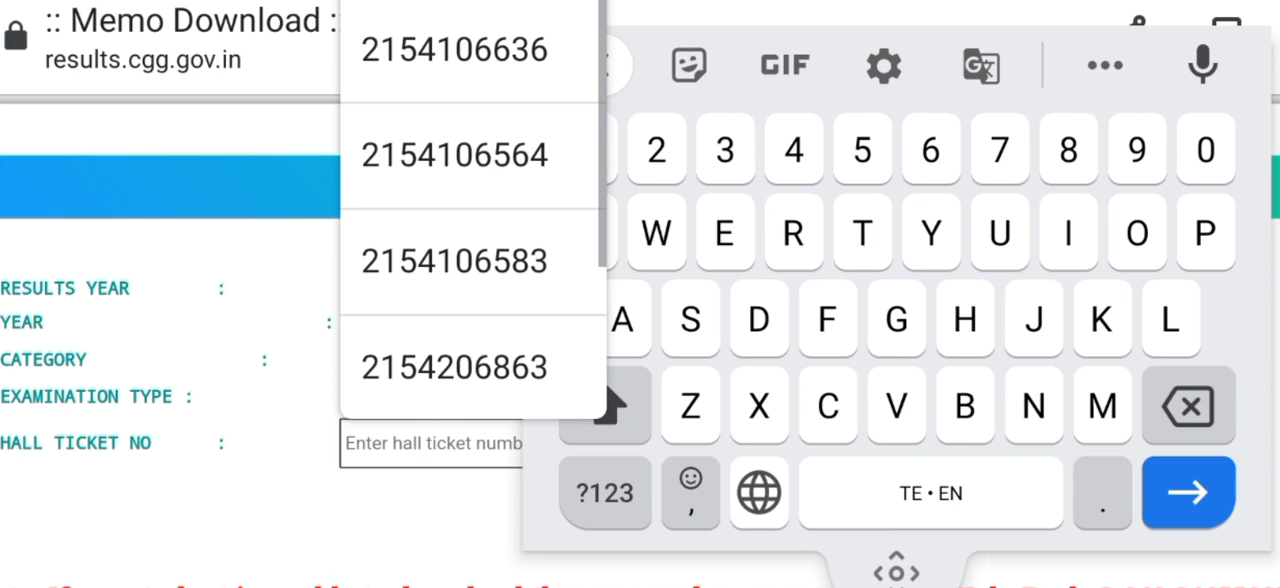 :: Memo Download :
results.cgg.gov.in
2154106636
2154106564
2154106583
2154206863
RESULTS YEAR :
YEAR :
CATEGORY :
EXAMINATION TYPE :
HALL TICKET NO :
Enter hall ticket numb
GIF
2 3 4 5 6 7 8 9 0
W E R T Y U I O P
A S D F G H J K L
Z X C V B N M
?123 , TE • EN .